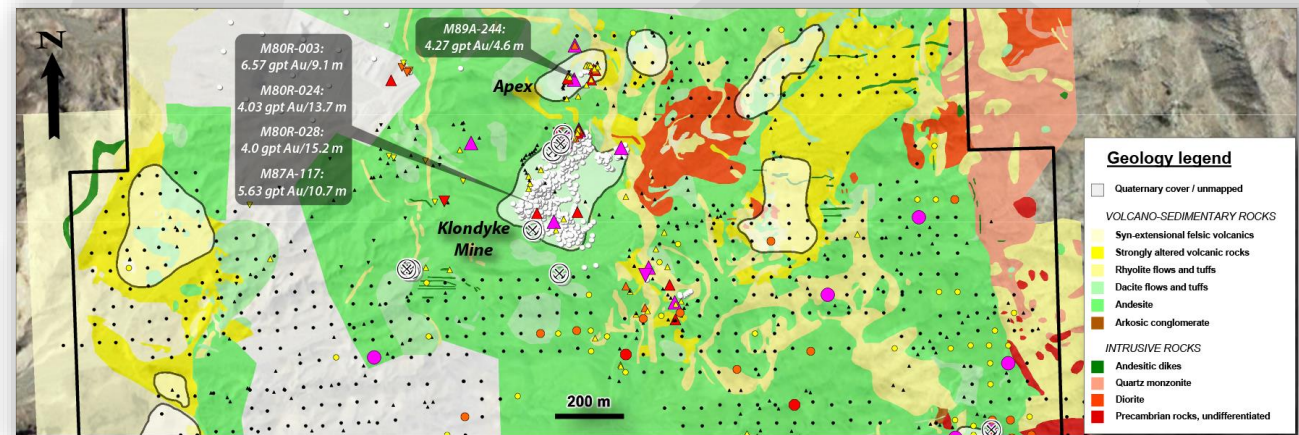 N
M80R-003:
6.57 gpt Au/9.1 m
M80R-024:
4.03 gpt Au/13.7 m
M80R-028:
4.0 gpt Au/15.2 m
M87A-117:
5.63 gpt Au/10.7 m
M89A-244:
4.27 gpt Au/4.6 m
Apex
Klondyke
Mine
200 m
Geology legend
Quaternary cover / unmapped
VOLCANO-SEDIMENTARY ROCKS
Syn-extensional felsic volcanics
Strongly altered volcanic rocks
Rhyolite flows and tuffs
Dacite flows and tuffs
Andesite
Arkosic conglomerate
INTRUSIVE ROCKS
Andesitic dikes
Quartz monzonite
Diorite
Precambrian rocks, undifferentiated